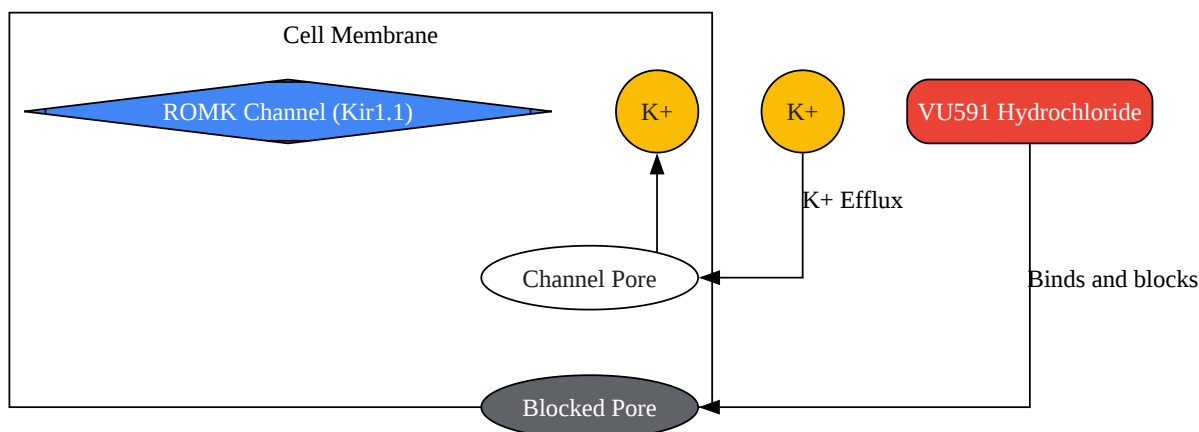 Cell Membrane
ROMK Channel (Kir1.1)
K+
K+
VU591 Hydrochloride
K+ Efflux
Channel Pore
Binds and blocks
Blocked Pore